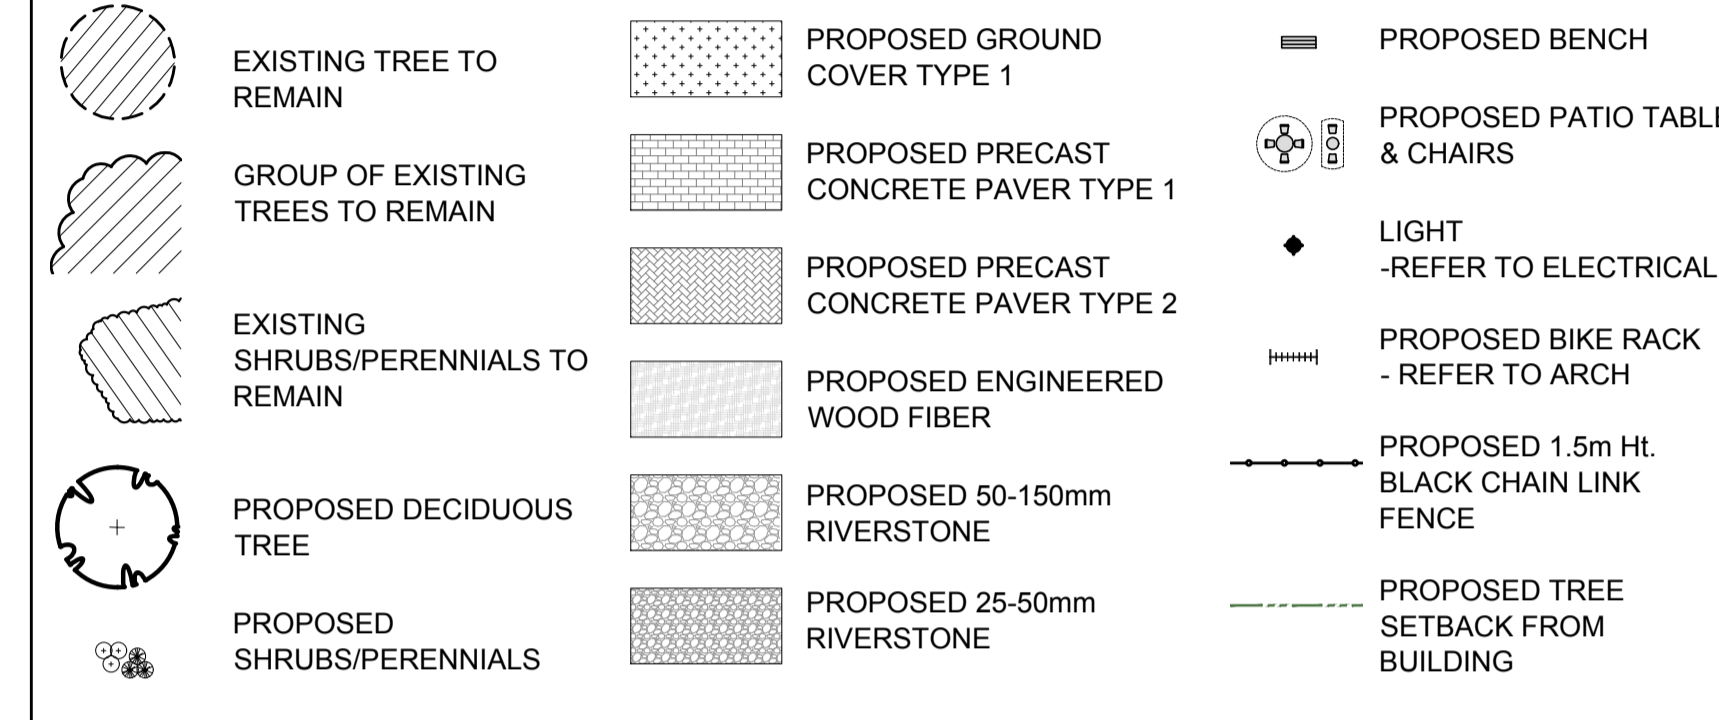 EXISTING TREE TO
REMAIN
GROUP OF EXISTING
TREES TO REMAIN
EXISTING
SHRUBS/PERENNIALS TO
REMAIN
PROPOSED DECIDUOUS
TREE
PROPOSED
SHRUBS/PERENNIALS
PROPOSED GROUND
COVER TYPE 1
PROPOSED PRECAST
CONCRETE PAVER TYPE 1
PROPOSED PRECAST
CONCRETE PAVER TYPE 2
PROPOSED ENGINEERED
WOOD FIBER
PROPOSED 50-150mm
RIVERSTONE
PROPOSED 25-50mm
RIVERSTONE
PROPOSED BENCH
PROPOSED PATIO TABLE
& CHAIRS
LIGHT
-REFER TO ELECTRICAL
PROPOSED BIKE RACK
- REFER TO ARCH
PROPOSED 1.5m Ht.
BLACK CHAIN LINK
FENCE
PROPOSED TREE
SETBACK FROM
BUILDING